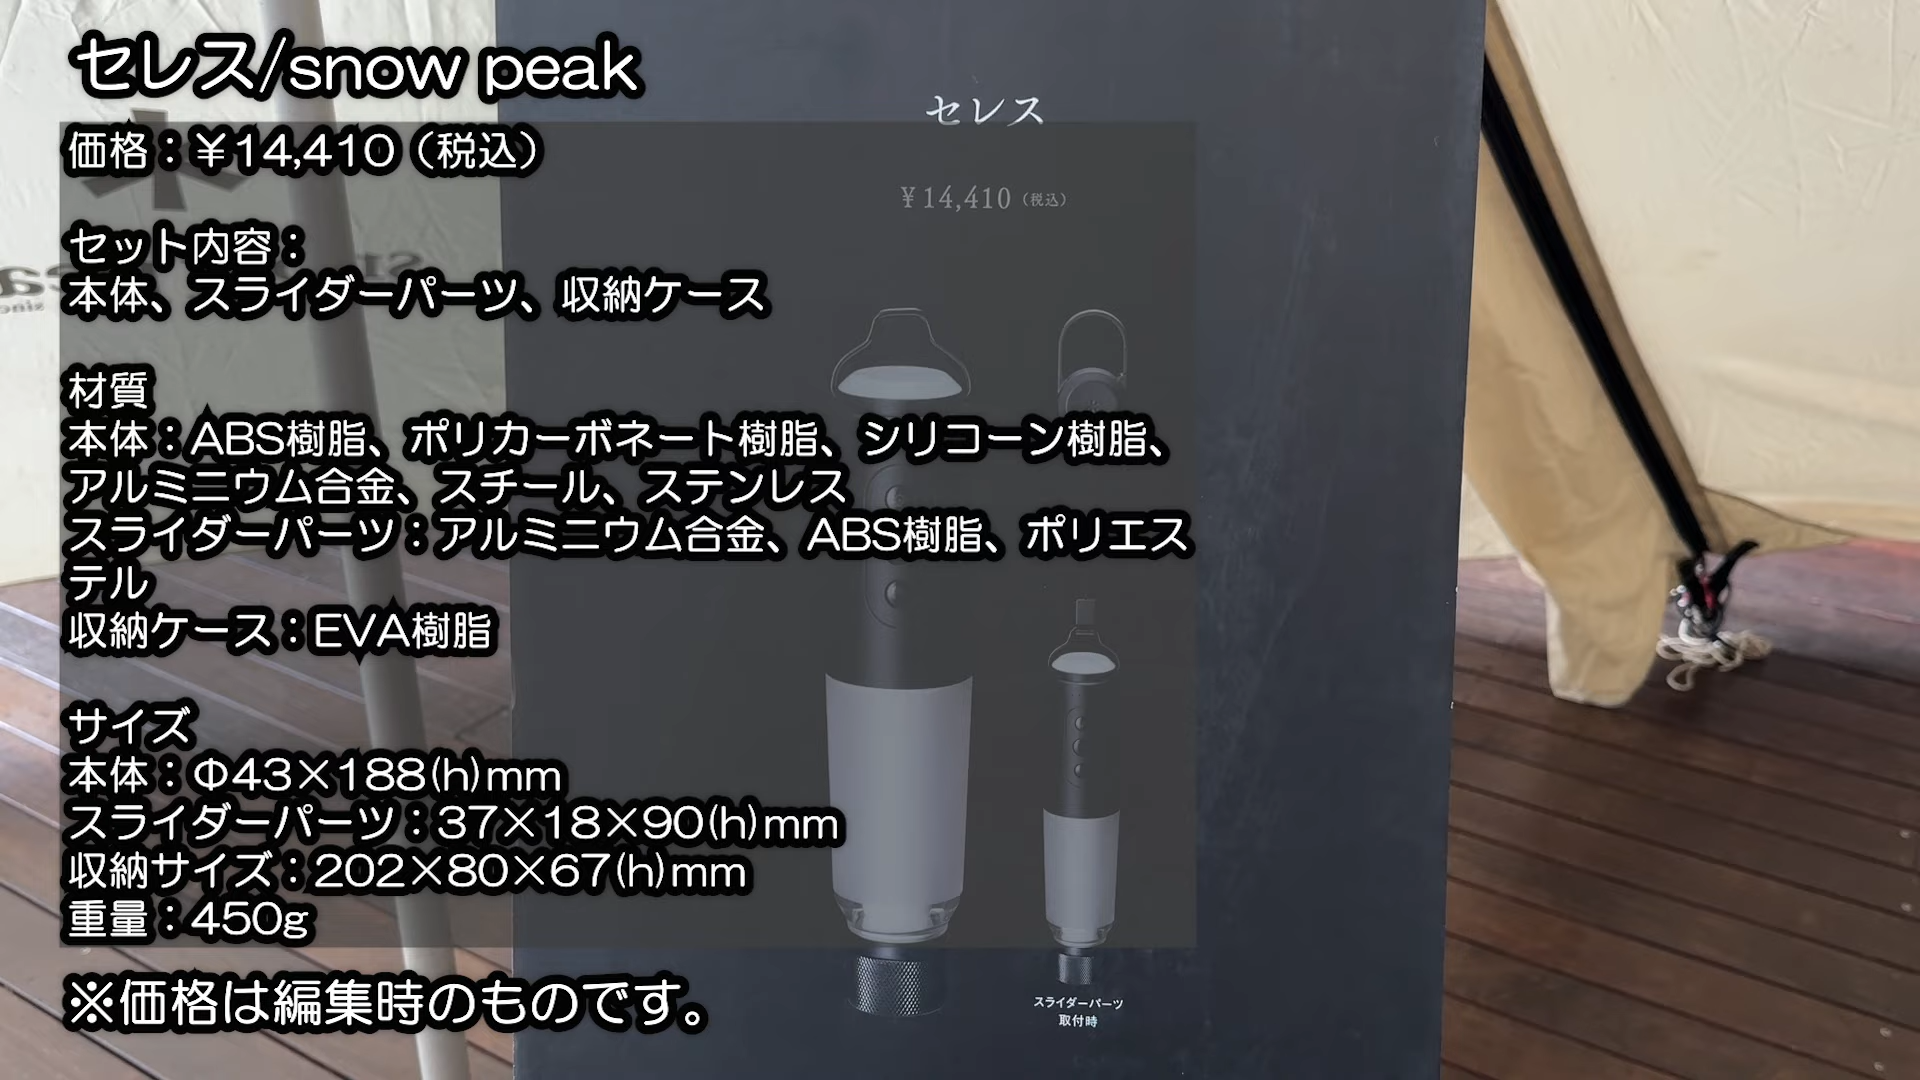 セレス/snow peak
価格：￥14,410（税込）
セット内容：
本体、スライダーパーツ、収納ケース
材質
本体：ABS樹脂、ポリカーボネート樹脂、シリコーン樹脂、
アルミニウム合金、スチール、ステンレス
スライダーパーツ：アルミニウム合金、ABS樹脂、ポリエス
テル
収納ケース：EVA樹脂
サイズ
本体：Φ43×188(h)mm
スライダーパーツ：37×18×90(h)mm
収納サイズ：202×80×67(h)mm
重量：450g
※価格は編集時のものです。
セレス
¥14,410（税込）
スライダーパーツ
取付時